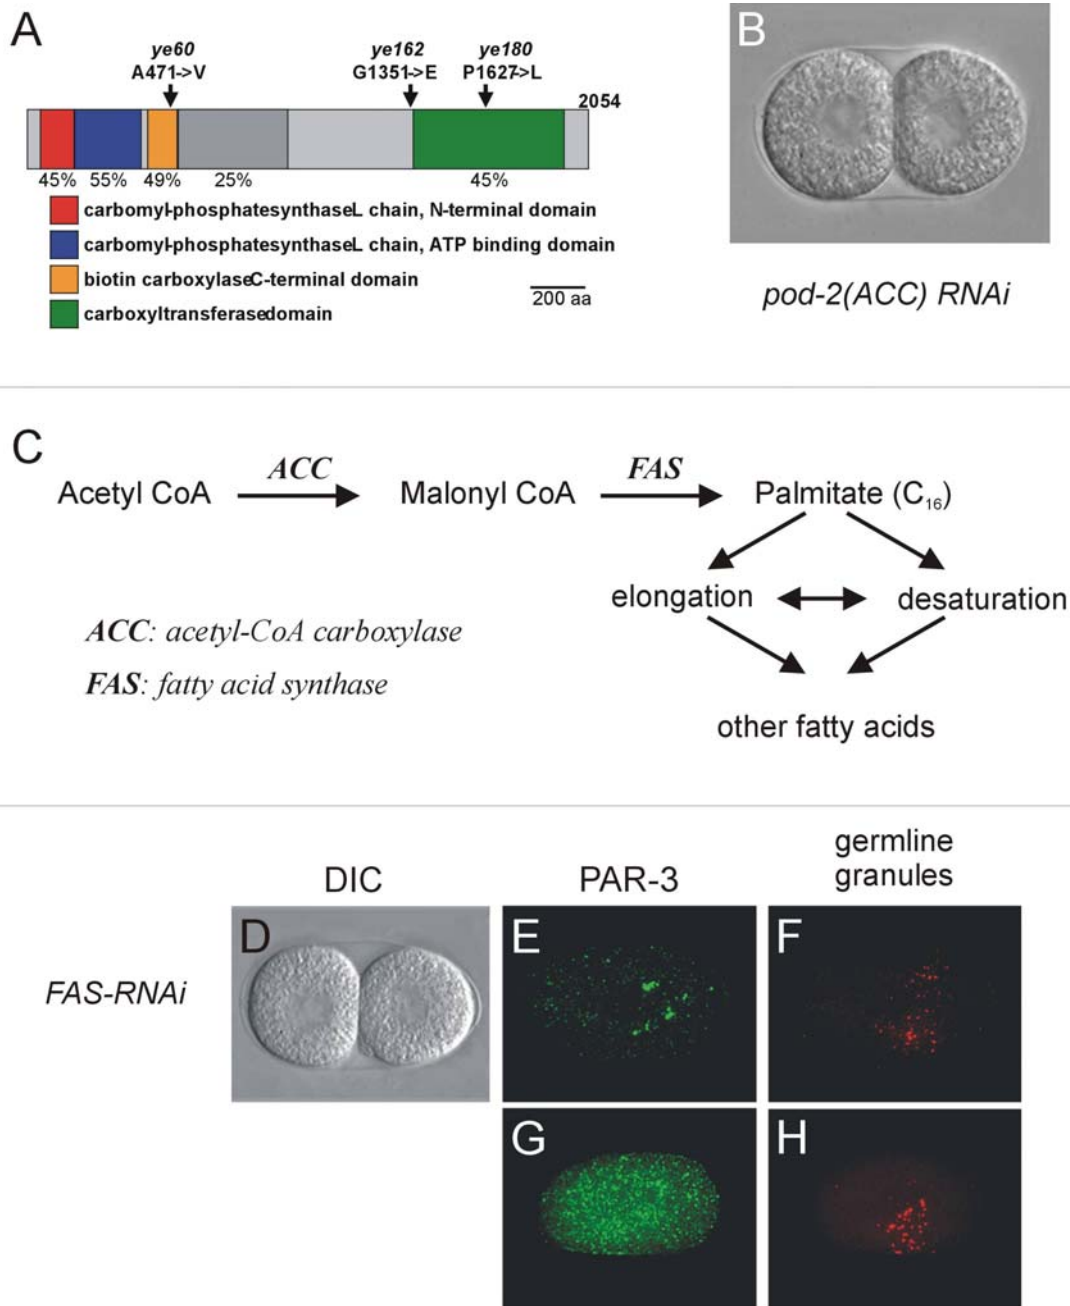 A
ye60
A471->V
ye162
G1351->E
ye180
P1627->L
2054
45% 55% 49% 25% 45%
carbomyl-phosphatesynthaseL chain, N-terminal domain
carbomyl-phosphatesynthaseL chain, ATP binding domain
biotin carboxylaseC-terminal domain
carboxyltransferasedomain
200 aa
B
pod-2(ACC) RNAi
C
Acetyl CoA ACC Malonyl CoA FAS Palmitate (C16)
elongation desaturation
other fatty acids
ACC: acetyl-CoA carboxylase
FAS: fatty acid synthase
DIC PAR-3 germline
granules
FAS-RNAi
D E F
G H